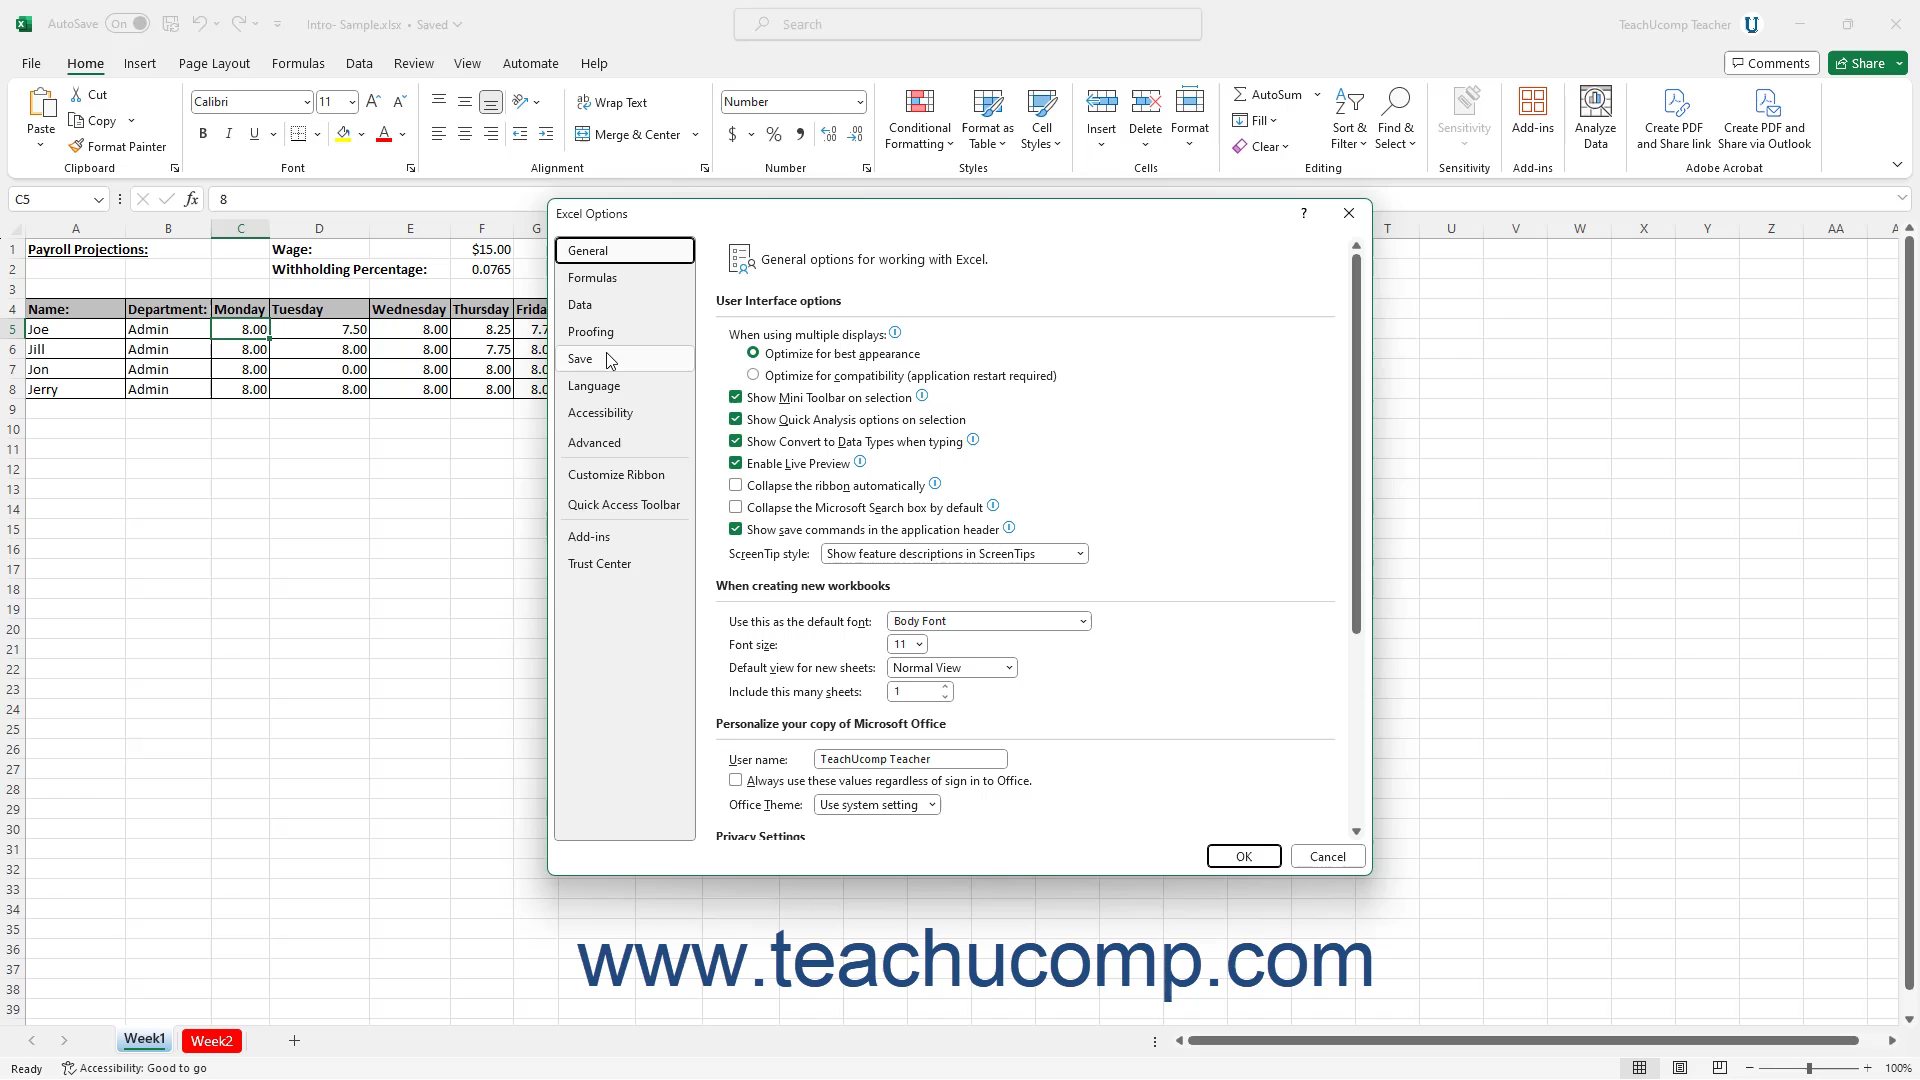 AutoSave On Intro- Sample.xlsx • Saved Search TeachUcomp Teacher U
File Home Insert Page Layout Formulas Data Review View Automate Help Comments Share
Paste Cut Copy Format Painter Clipboard
Calibri 11 B I U A Font
Wrap Text Merge & Center Alignment
Number $ % Number
Conditional Formatting Format as Table Cell Styles Styles
Insert Delete Format Cells
AutoSum Fill Clear Sort & Filter Find & Select Editing
Sensitivity Sensitivity
Add-ins Add-ins
Analyze Data
Create PDF and Share link Create PDF and Share via Outlook Adobe Acrobat
C5 fx 8
A B C D E F G T U V W X Y Z AA
1 Payroll Projections: Wage: $15.00
2 Withholding Percentage: 0.0765
3
4 Name: Department: Monday Tuesday Wednesday Thursday Frida
5 Joe Admin 8.00 7.50 8.00 8.25 7.7
6 Jill Admin 8.00 8.00 8.00 7.75 8.0
7 Jon Admin 8.00 0.00 8.00 8.00 8.0
8 Jerry Admin 8.00 8.00 8.00 8.00 8.0
9
10
11
12
13
14
15
16
17
18
19
20
21
22
23
24
25
26
27
28
29
30
31
32
33
34
35
36
37
38
39
Excel Options ?
General
Formulas
Data
Proofing
Save
Language
Accessibility
Advanced
Customize Ribbon
Quick Access Toolbar
Add-ins
Trust Center
General options for working with Excel.
User Interface options
When using multiple displays:
Optimize for best appearance
Optimize for compatibility (application restart required)
Show Mini Toolbar on selection
Show Quick Analysis options on selection
Show Convert to Data Types when typing
Enable Live Preview
Collapse the ribbon automatically
Collapse the Microsoft Search box by default
Show save commands in the application header
ScreenTip style: Show feature descriptions in ScreenTips
When creating new workbooks
Use this as the default font: Body Font
Font size: 11
Default view for new sheets: Normal View
Include this many sheets: 1
Personalize your copy of Microsoft Office
User name: TeachUcomp Teacher
Always use these values regardless of sign in to Office.
Office Theme: Use system setting
Privacy Settings
OK Cancel
www.teachucomp.com
Week1 Week2
Ready Accessibility: Good to go 100%